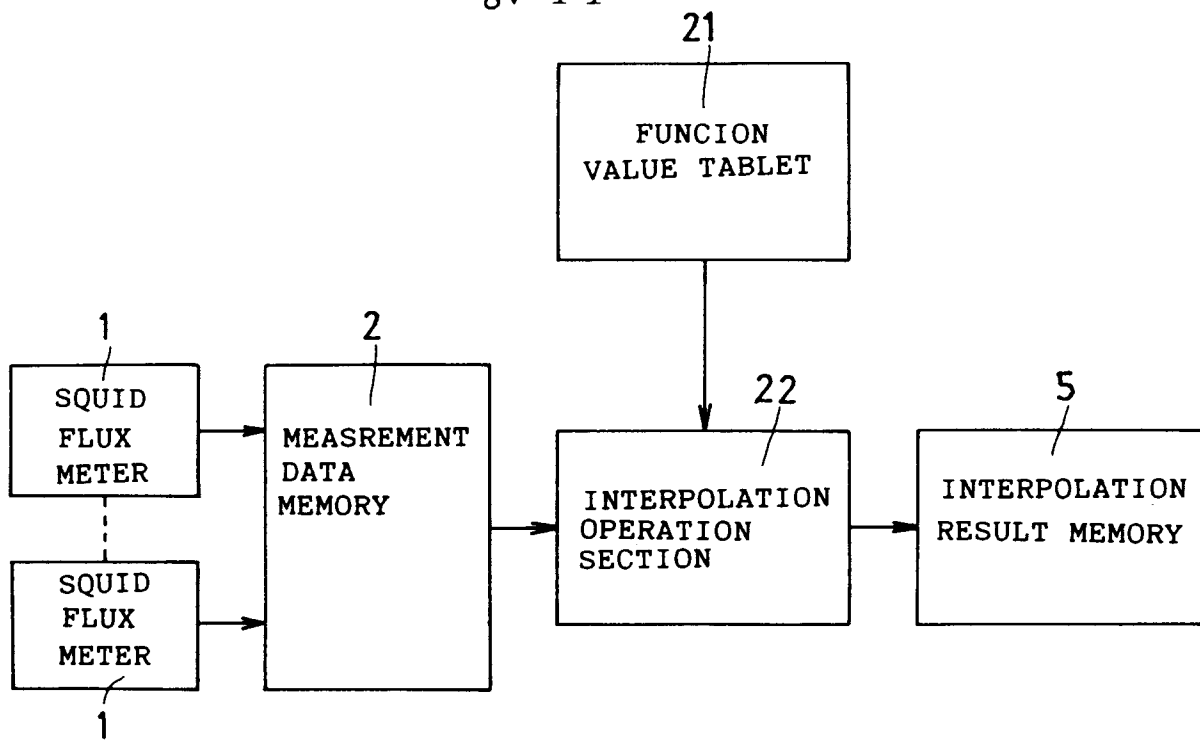 21
FUNCION
VALUE TABLET
1
SQUID
FLUX
METER
2
MEASREMENT
DATA
MEMORY
22
INTERPOLATION
OPERATION
SECTION
5
INTERPOLATION
RESULT MEMORY
SQUID
FLUX
METER
1